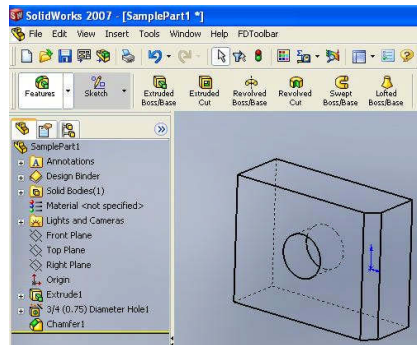 SolidWorks 2007 - [SamplePart1 *]
File Edit View Insert Tools Window Help FDToolbar
Features Sketch Extruded Boss/Base Extruded Cut Revolved Boss/Base Revolved Cut Swept Boss/Base Lofted Boss/Base
SamplePart1
Annotations
Design Binder
Solid Bodies(1)
Material <not specified>
Lights and Cameras
Front Plane
Top Plane
Right Plane
Origin
Extrude1
3/4 (0.75) Diameter Hole1
Chamfer1